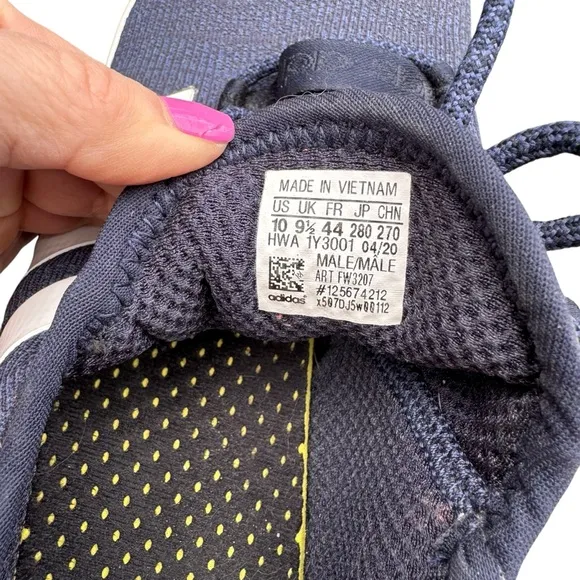 MADE IN VIETNAM
US UK FR JP CHN
10 9½ 44 280 270
HWA 1Y3001 04/20
MALE/MÂLE
ART FW3207
#125674212
adidas x507DJ5w00112